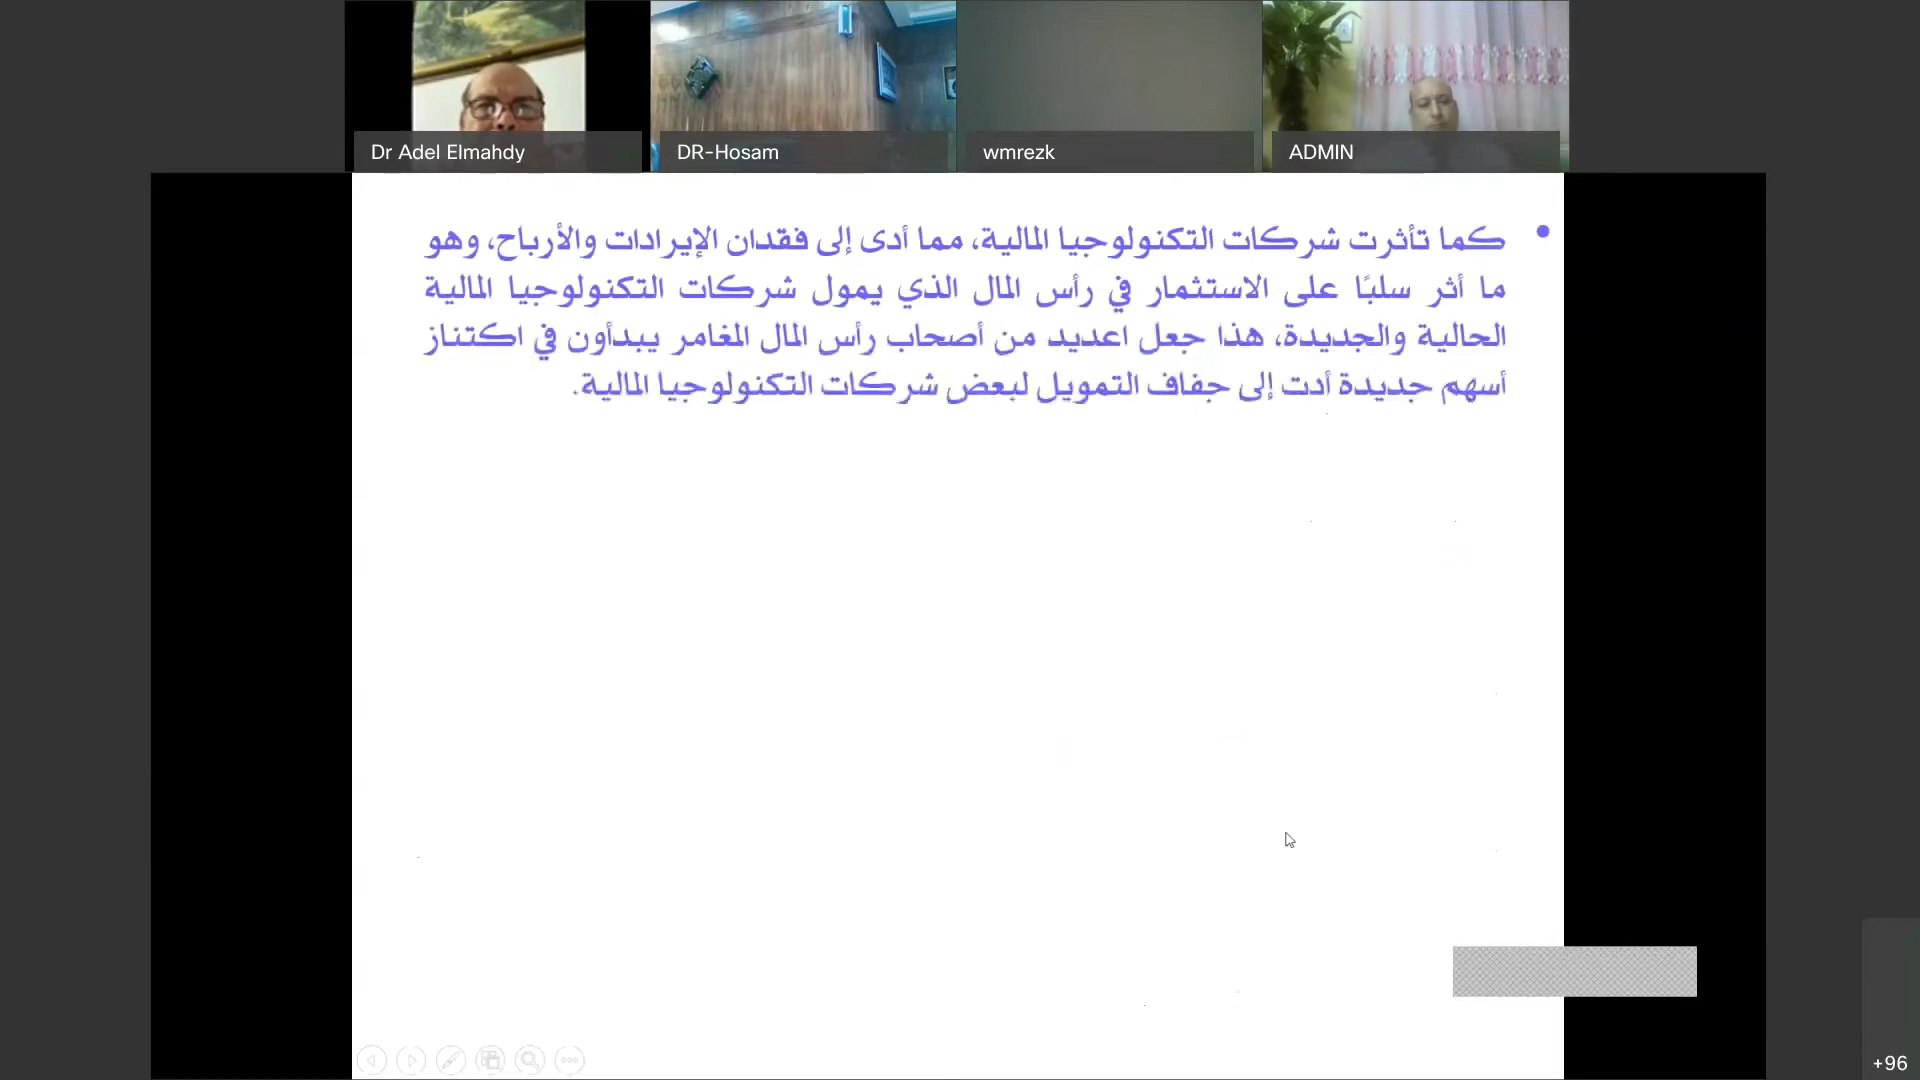 Dr Adel Elmahdy
DR-Hosam
wmrezk
ADMIN
• كما تأثرت شركات التكنولوجيا المالية، مما أدى إلى فقدان الإيرادات والأرباح، وهو
ما أثر سلبًا على الاستثمار في رأس المال الذي يمول شركات التكنولوجيا المالية
الحالية والجديدة، هذا جعل اعديد من أصحاب رأس المال المغامر يبدأون في اكتناز
أسهم جديدة أدت إلى جفاف التمويل لبعض شركات التكنولوجيا المالية.
+96